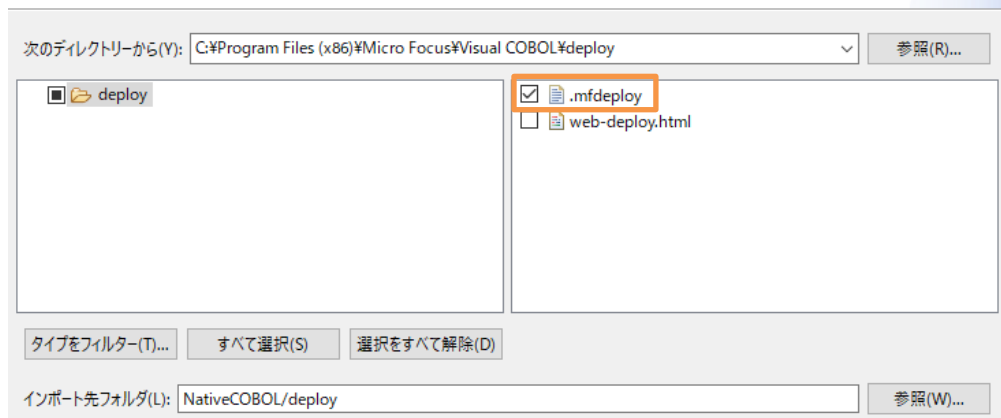 次のディレクトリーから(Y): C:¥Program Files (x86)¥Micro Focus¥Visual COBOL¥deploy 参照(R)...
deploy
.mfdeploy
web-deploy.html
タイプをフィルター(T)... すべて選択(S) 選択をすべて解除(D)
インポート先フォルダ(L): NativeCOBOL/deploy 参照(W)...